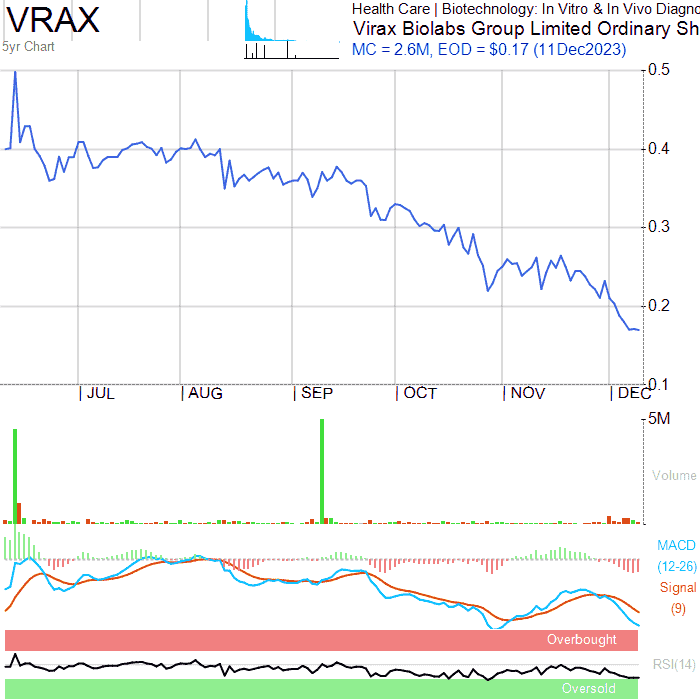 VRAX
5yr Chart
Health Care | Biotechnology: In Vitro & In Vivo Diagno
Virax Biolabs Group Limited Ordinary Sh
MC = 2.6M, EOD = $0.17 (11Dec2023)
0.5
0.4
0.3
0.2
0.1
| JUL | AUG | SEP | OCT | NOV | DEC
5M
Volume
MACD
(12-26)
Signal
(9)
Overbought
RSI(14)
Oversold